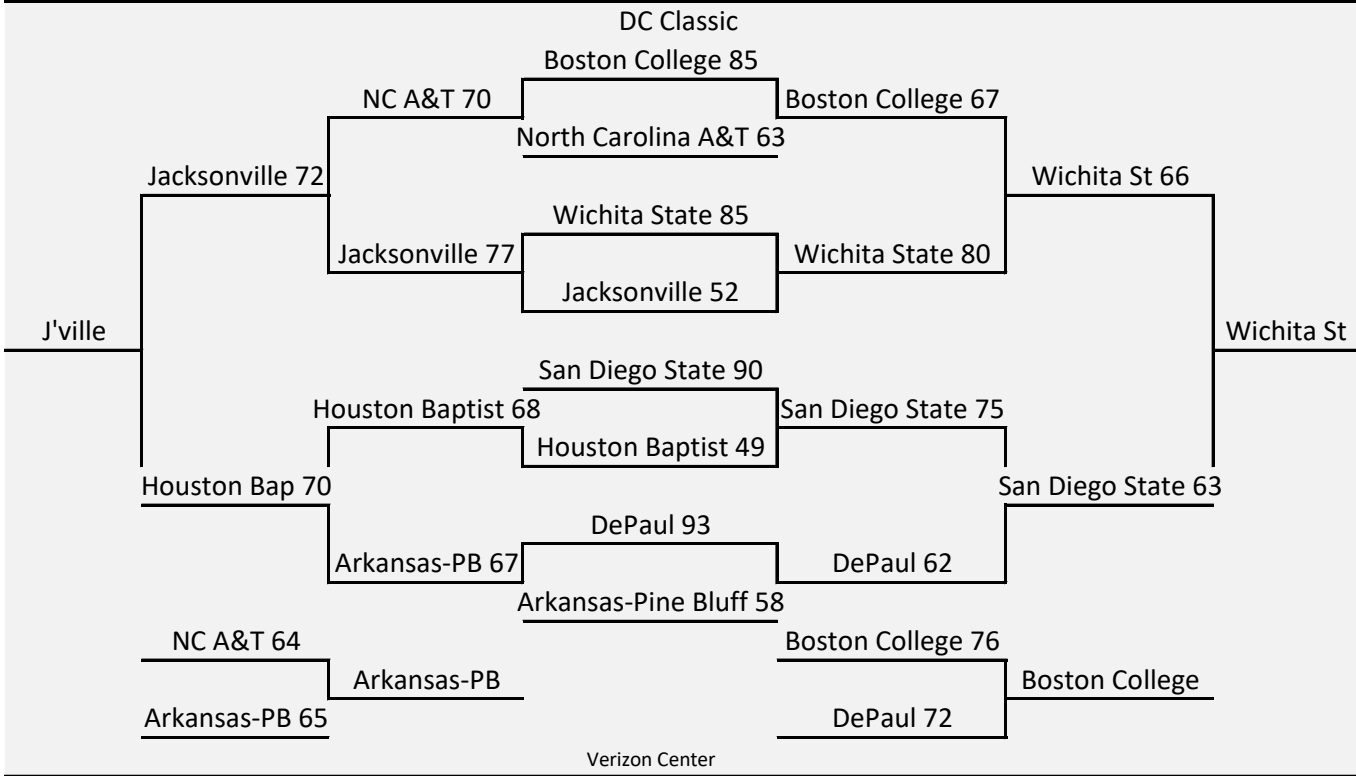 DC Classic
Boston College 85
NC A&T 70
Boston College 67
North Carolina A&T 63
Jacksonville 72
Wichita St 66
Wichita State 85
Jacksonville 77
Wichita State 80
Jacksonville 52
J'ville
Wichita St
San Diego State 90
Houston Baptist 68
San Diego State 75
Houston Baptist 49
Houston Bap 70
San Diego State 63
DePaul 93
Arkansas-PB 67
DePaul 62
Arkansas-Pine Bluff 58
NC A&T 64
Boston College 76
Arkansas-PB
Boston College
Arkansas-PB 65
DePaul 72
Verizon Center